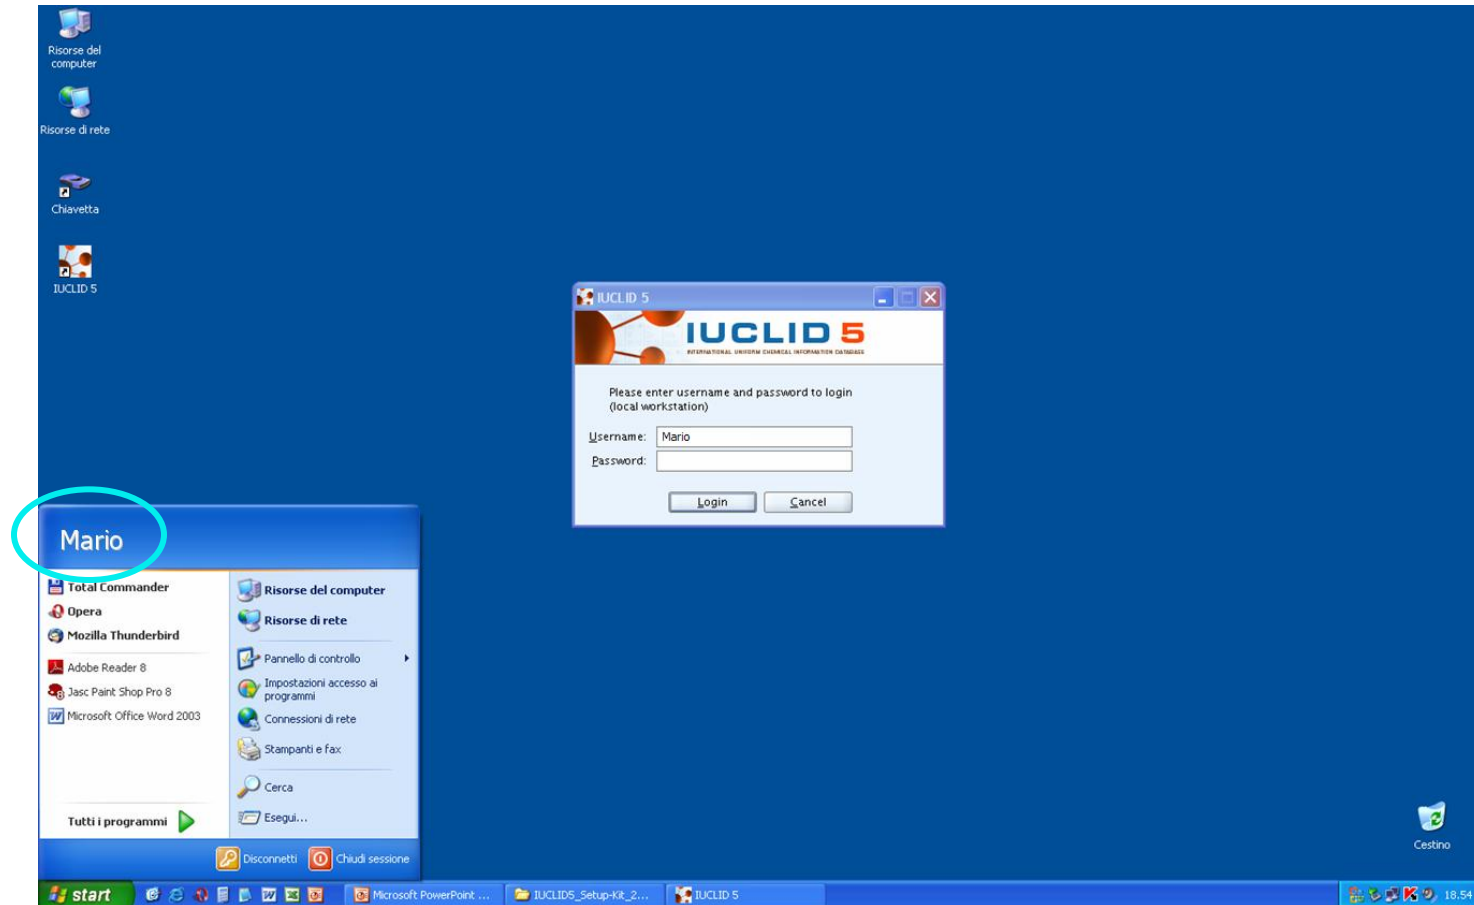 Risorse del
computer
Risorse di rete
Chiavetta
IUCLID 5
IUCLID 5
IUCLID 5
INTERNATIONAL UNIFORM CHEMICAL INFORMATION DATABASE
Please enter username and password to login
(local workstation)
Username: Mario
Password:
Login Cancel
Mario
Total Commander
Opera
Mozilla Thunderbird
Adobe Reader 8
Jasc Paint Shop Pro 8
Microsoft Office Word 2003
Tutti i programmi
Risorse del computer
Risorse di rete
Pannello di controllo
Impostazioni accesso ai
programmi
Connessioni di rete
Stampanti e fax
Cerca
Esegui...
Disconnetti Chiudi sessione
Cestino
start Microsoft PowerPoint ... IUCLID5_Setup-Kit_2... IUCLID 5 18.54